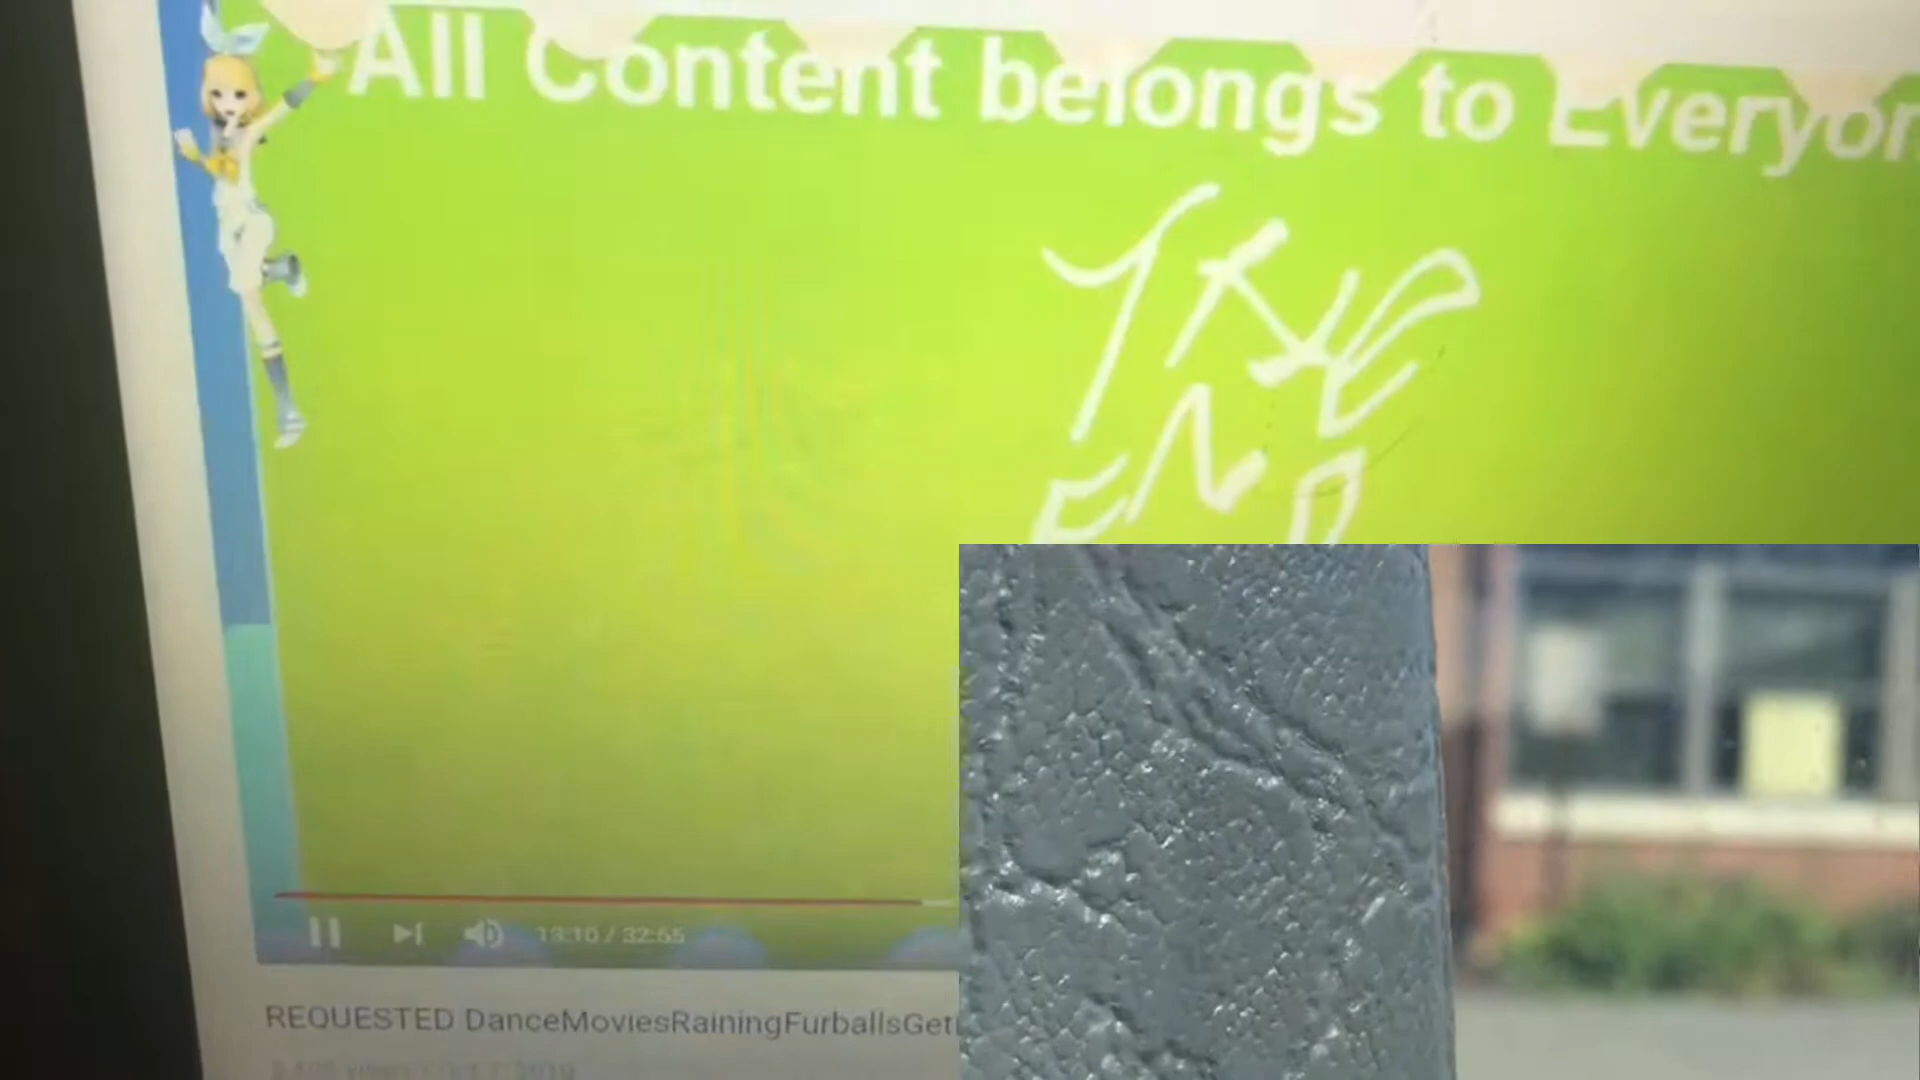 All Content belongs to Everyon
THE
END
13:10 / 32:55
REQUESTED DanceMoviesRainingFurballsGet